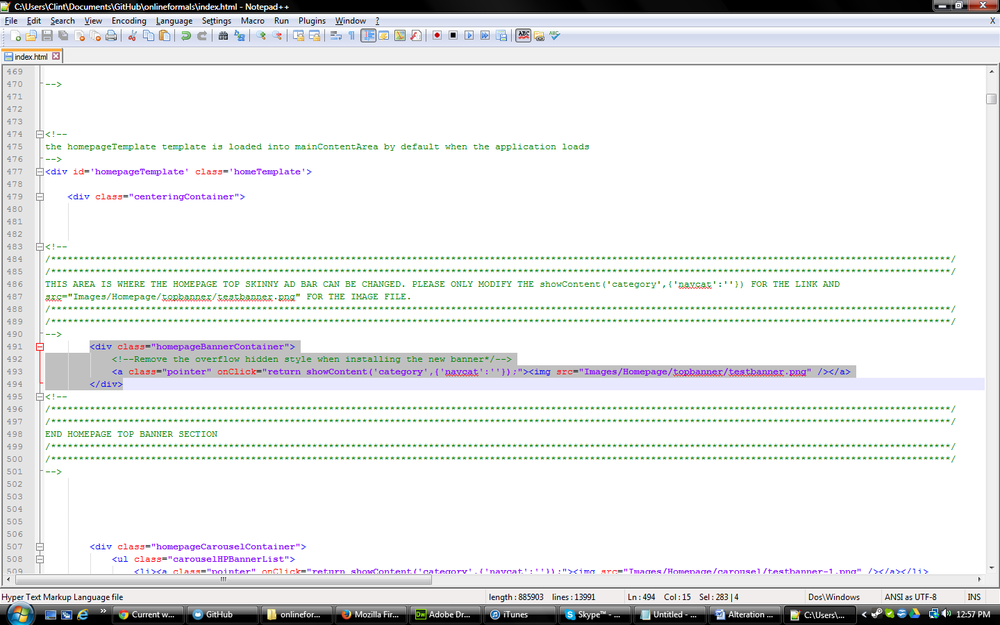 C:\Users\Clint\Documents\GitHub\onlineformals\index.html - Notepad++
File Edit Search View Encoding Language Settings Macro Run Plugins Window ? X
index.html
469
470 -->
471
472
473
474 <!--
475 the homepageTemplate template is loaded into mainContentArea by default when the application loads
476 -->
477 <div id='homepageTemplate' class='homeTemplate'>
478
479 <div class="centeringContainer">
480
481
482
483 <!--
484 /******************************************************************************************************************************************************************/
485 /******************************************************************************************************************************************************************/
486 THIS AREA IS WHERE THE HOMEPAGE TOP SKINNY AD BAR CAN BE CHANGED. PLEASE ONLY MODIFY THE showContent('category',{'navcat':''}) FOR THE LINK AND
487 src="Images/Homepage/topbanner/testbanner.png" FOR THE IMAGE FILE.
488 /******************************************************************************************************************************************************************/
489 /******************************************************************************************************************************************************************/
490 -->
491 <div class="homepageBannerContainer">
492 <!--Remove the overflow hidden style when installing the new banner*/-->
493 <a class="pointer" onClick="return showContent('category',{'navcat':''});"><img src="Images/Homepage/topbanner/testbanner.png" /></a>
494 </div>
495 <!--
496 /******************************************************************************************************************************************************************/
497 /******************************************************************************************************************************************************************/
498 END HOMEPAGE TOP BANNER SECTION
499 /******************************************************************************************************************************************************************/
500 /******************************************************************************************************************************************************************/
501 -->
502
503
504
505
506
507 <div class="homepageCarouselContainer">
508 <ul class="carouselHPBannerList">
509 <li><a class="pointer" onClick="return showContent('category',{'navcat':''});"><img src="Images/Homepage/carousel/testbanner-1.png" /></a></li>
Hyper Text Markup Language file length : 885903 lines : 13991 Ln : 494 Col : 15 Sel : 283 | 4 Dos\Windows ANSI as UTF-8 INS
Current w... GitHub onlinefor... Mozilla Fir... Adobe Dr... iTunes Skype™ - ... Untitled - ... Alteration ... C:\Users\... 12:57 PM